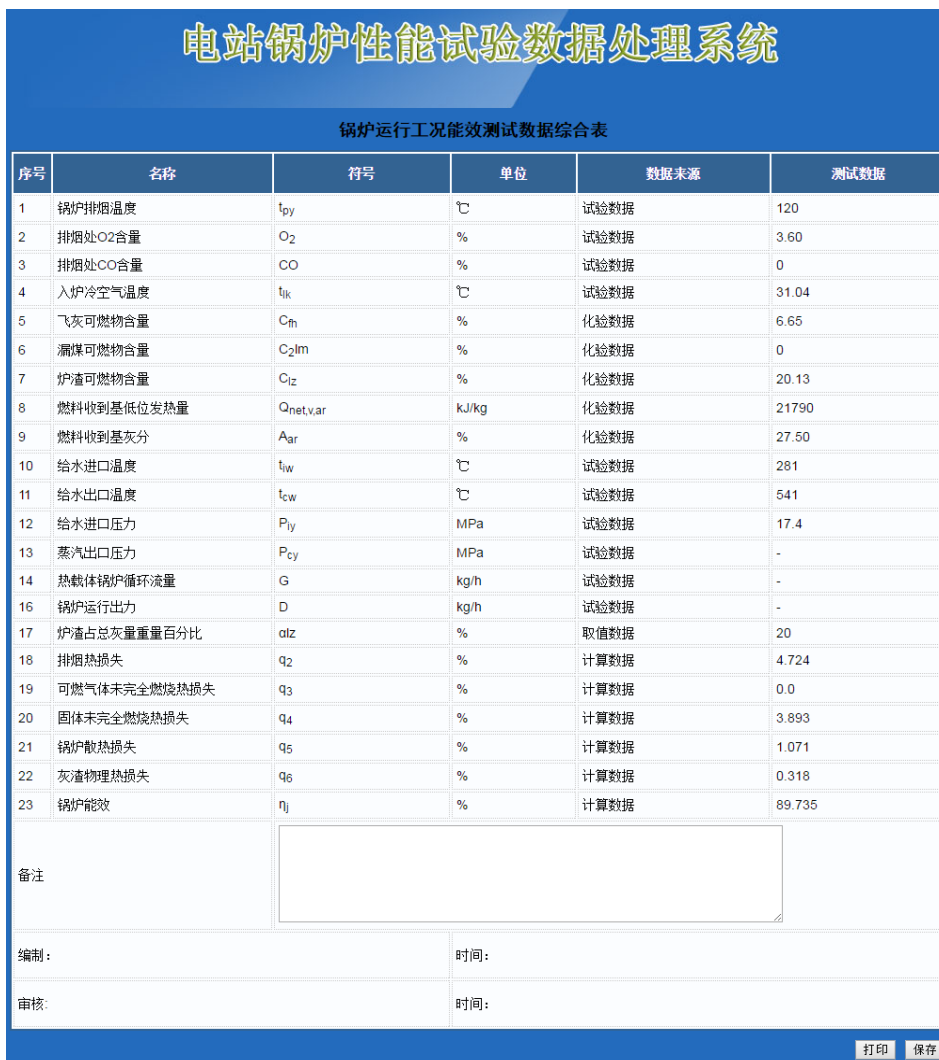 电站锅炉性能试验数据处理系统
锅炉运行工况能效测试数据综合表
序号 名称 符号 单位 数据来源 测试数据
1 锅炉排烟温度 tpy ℃ 试验数据 120
2 排烟处O2含量 O2 % 试验数据 3.60
3 排烟处CO含量 CO % 试验数据 0
4 入炉冷空气温度 tlk ℃ 试验数据 31.04
5 飞灰可燃物含量 Cfh % 化验数据 6.65
6 漏煤可燃物含量 C2lm % 化验数据 0
7 炉渣可燃物含量 Clz % 化验数据 20.13
8 燃料收到基低位发热量 Qnet,v,ar kJ/kg 化验数据 21790
9 燃料收到基灰分 Aar % 化验数据 27.50
10 给水进口温度 tiw ℃ 试验数据 281
11 给水出口温度 tcw ℃ 试验数据 541
12 给水进口压力 Piy MPa 试验数据 17.4
13 蒸汽出口压力 Pcy MPa 试验数据 -
14 热载体锅炉循环流量 G kg/h 试验数据 -
16 锅炉运行出力 D kg/h 试验数据 -
17 炉渣占总灰量重量百分比 αlz % 取值数据 20
18 排烟热损失 q2 % 计算数据 4.724
19 可燃气体未完全燃烧热损失 q3 % 计算数据 0.0
20 固体未完全燃烧热损失 q4 % 计算数据 3.893
21 锅炉散热损失 q5 % 计算数据 1.071
22 灰渣物理热损失 q6 % 计算数据 0.318
23 锅炉能效 ηj % 计算数据 89.735
备注
编制： 时间：
审核: 时间：
打印 保存